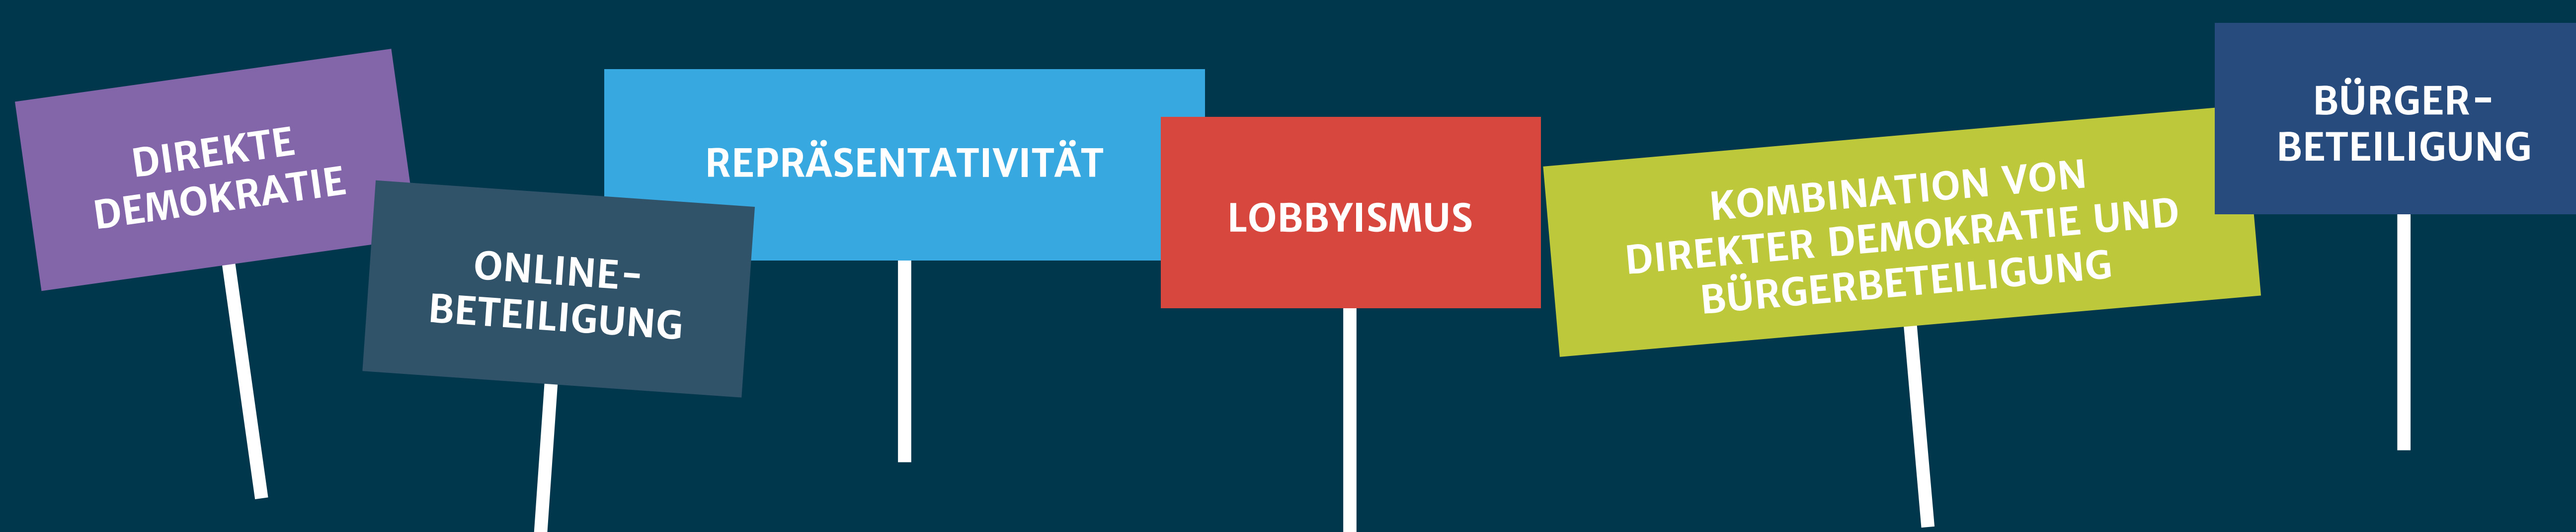 DIREKTE
DEMOKRATIE
ONLINE-
BETEILIGUNG
REPRÄSENTATIVITÄT
LOBBYISMUS
KOMBINATION VON
DIREKTER DEMOKRATIE UND
BÜRGERBETEILIGUNG
BÜRGER-
BETEILIGUNG